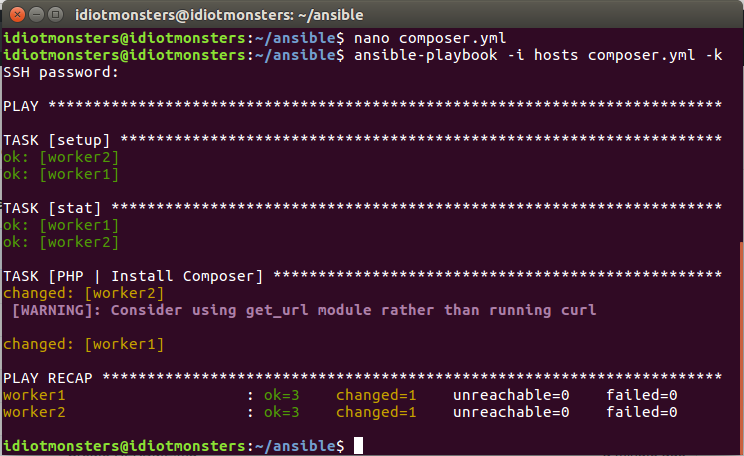 idiotmonsters@idiotmonsters: ~/ansible
idiotmonsters@idiotmonsters:~/ansible$ nano composer.yml
idiotmonsters@idiotmonsters:~/ansible$ ansible-playbook -i hosts composer.yml -k
SSH password:
PLAY ***************************************************************************
TASK [setup] *******************************************************************
ok: [worker2]
ok: [worker1]
TASK [stat] ********************************************************************
ok: [worker1]
ok: [worker2]
TASK [PHP | Install Composer] **************************************************
changed: [worker2]
[WARNING]: Consider using get_url module rather than running curl
changed: [worker1]
PLAY RECAP *********************************************************************
worker1                    : ok=3    changed=1    unreachable=0    failed=0
worker2                    : ok=3    changed=1    unreachable=0    failed=0
idiotmonsters@idiotmonsters:~/ansible$